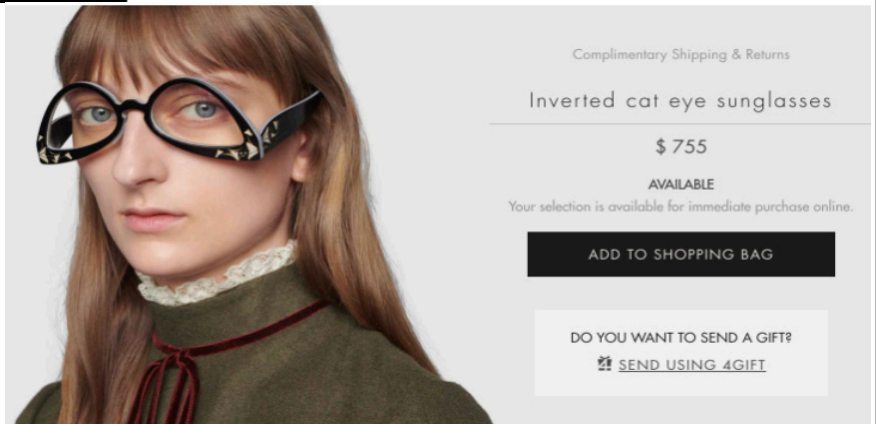 Complimentary Shipping & Returns
Inverted cat eye sunglasses
$ 755
AVAILABLE
Your selection is available for immediate purchase online.
ADD TO SHOPPING BAG
DO YOU WANT TO SEND A GIFT?
SEND USING 4GIFT